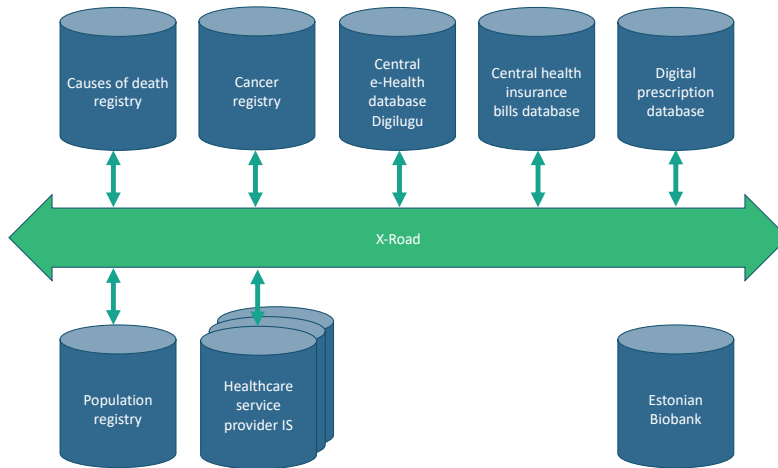 Causes of death
registry
Cancer
registry
Central
e-Health
database
Digilugu
Central health
insurance
bills database
Digital
prescription
database
X-Road
Population
registry
Healthcare
service
provider IS
Estonian
Biobank